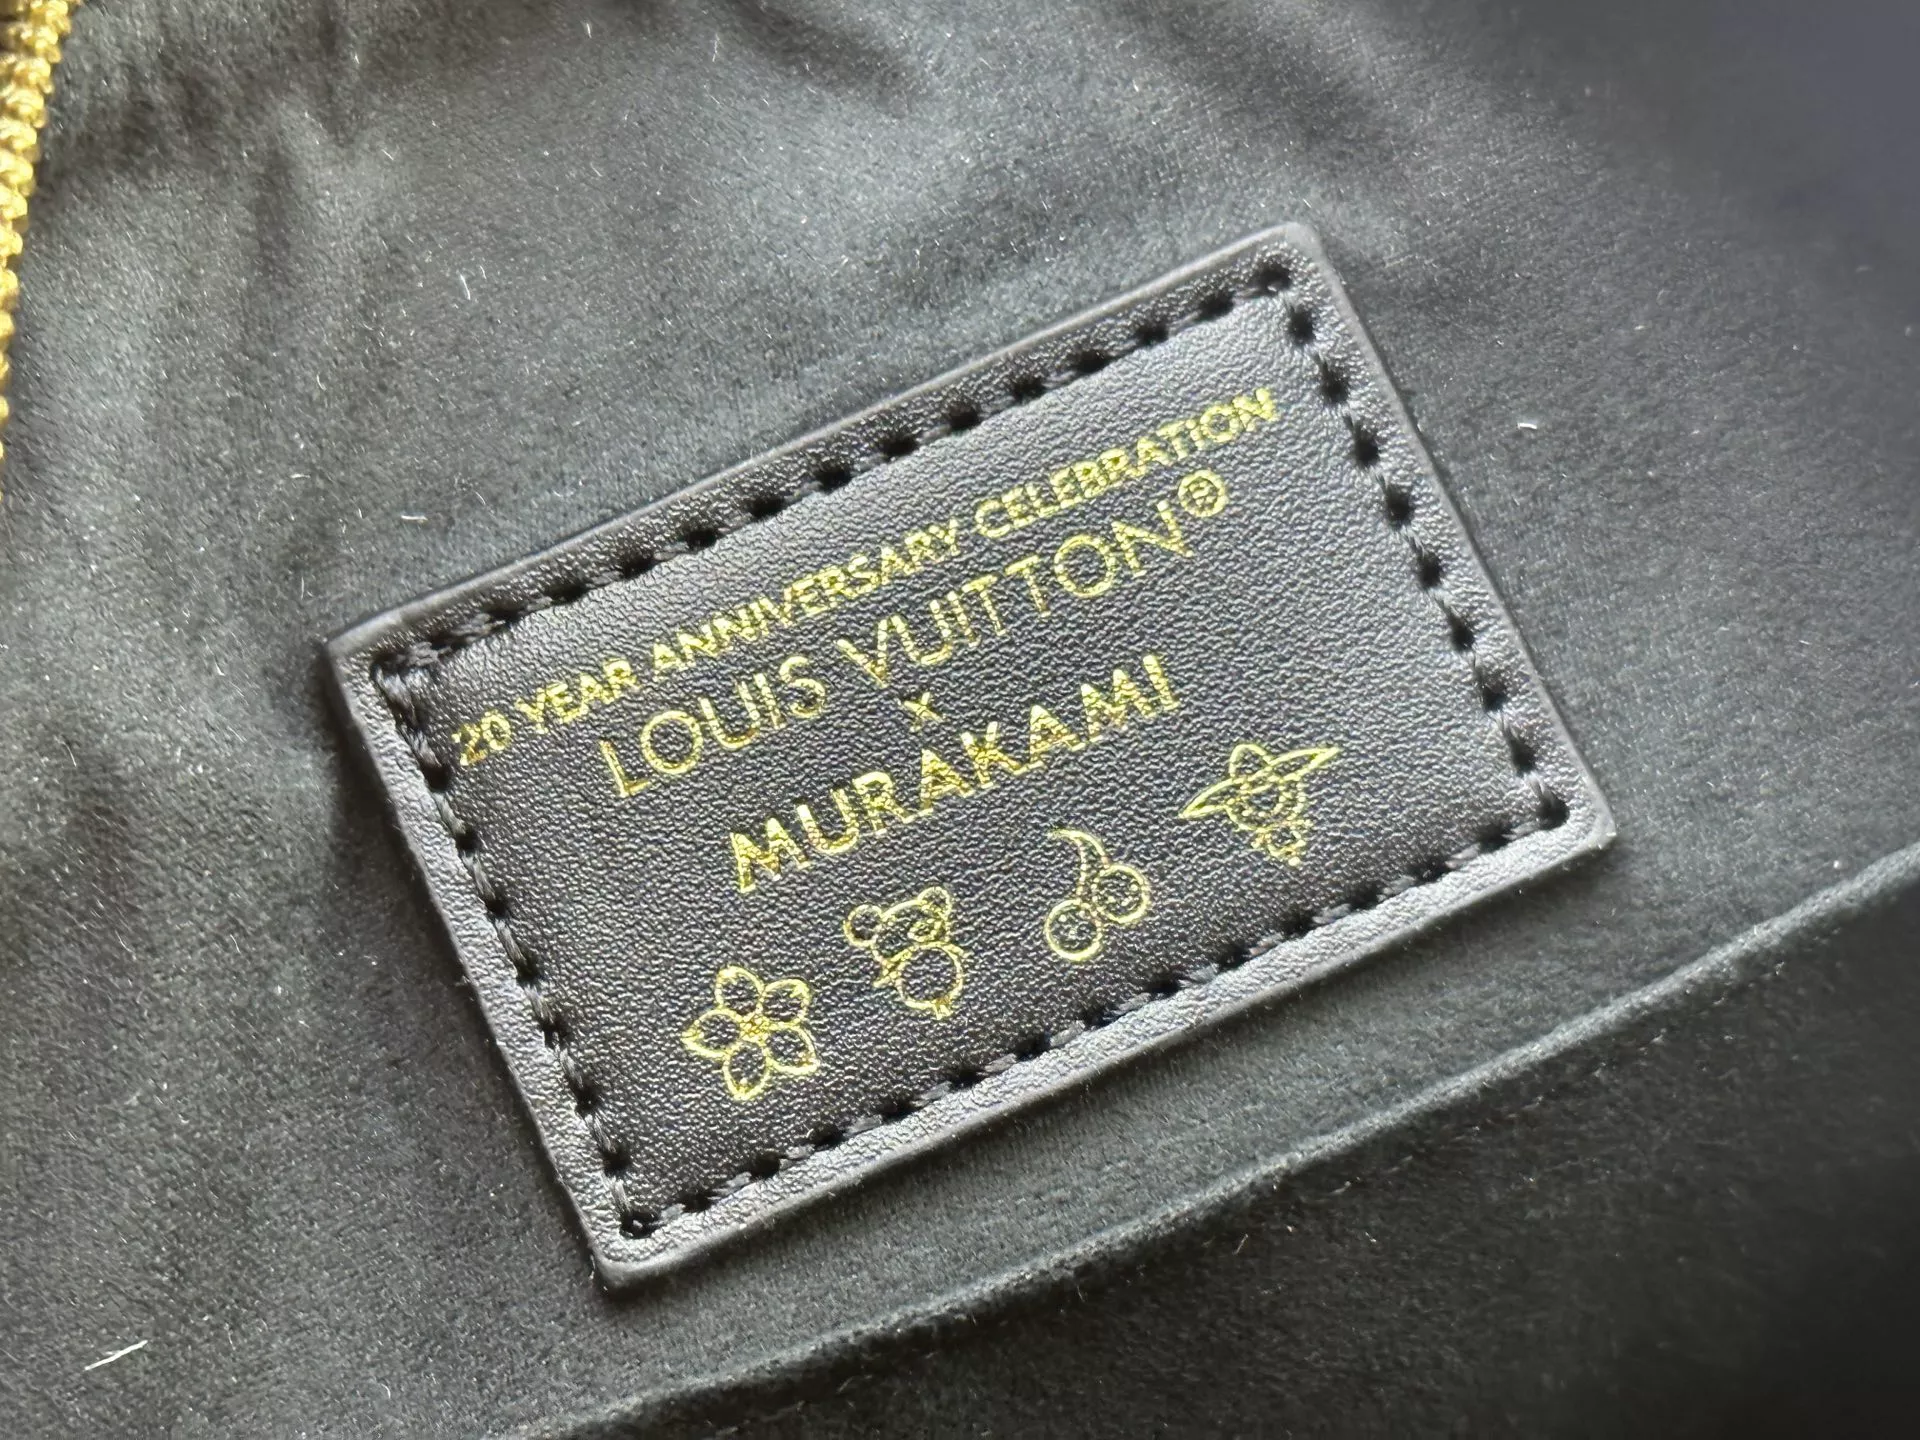 20 YEAR ANNIVERSARY CELEBRATION
LOUIS VUITTON®
x
MURAKAMI